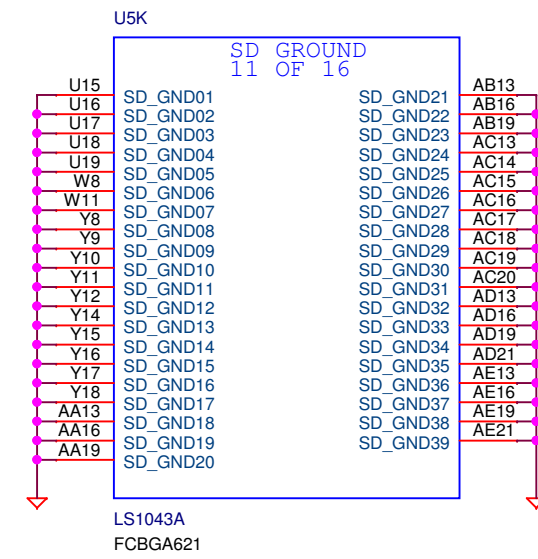 U5K
SD GROUND
11 OF 16
U15 SD_GND01 SD_GND21 AB13
U16 SD_GND02 SD_GND22 AB16
U17 SD_GND03 SD_GND23 AB19
U18 SD_GND04 SD_GND24 AC13
U19 SD_GND05 SD_GND25 AC14
W8 SD_GND06 SD_GND26 AC15
W11 SD_GND07 SD_GND27 AC16
Y8 SD_GND08 SD_GND28 AC17
Y9 SD_GND09 SD_GND29 AC18
Y10 SD_GND10 SD_GND30 AC19
Y11 SD_GND11 SD_GND31 AC20
Y12 SD_GND12 SD_GND32 AD13
Y14 SD_GND13 SD_GND33 AD16
Y15 SD_GND14 SD_GND34 AD19
Y16 SD_GND15 SD_GND35 AD21
Y17 SD_GND16 SD_GND36 AE13
Y18 SD_GND17 SD_GND37 AE16
AA13 SD_GND18 SD_GND38 AE19
AA16 SD_GND19 SD_GND39 AE21
AA19 SD_GND20
LS1043A
FCBGA621